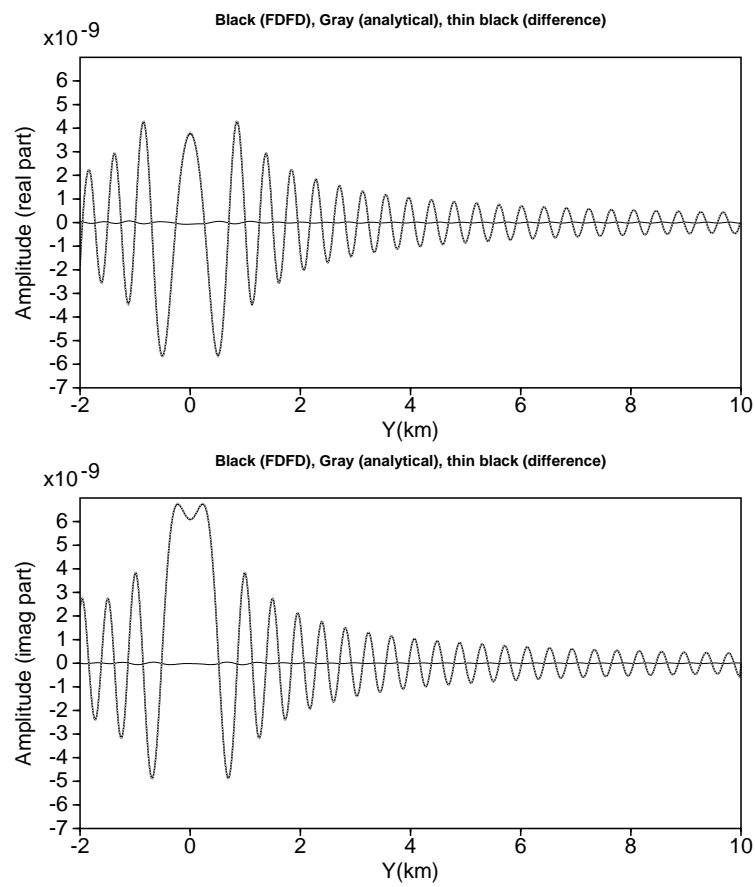 Black (FDFD), Gray (analytical), thin black (difference)
x10 -9
6
5
4
3
2
1
0
-1
-2
-3
-4
-5
-6
-7
Amplitude (real part)
-2 0 2 4 6 8 10
Y(km)
Black (FDFD), Gray (analytical), thin black (difference)
x10 -9
6
5
4
3
2
1
0
-1
-2
-3
-4
-5
-6
-7
Amplitude (imag part)
-2 0 2 4 6 8 10
Y(km)